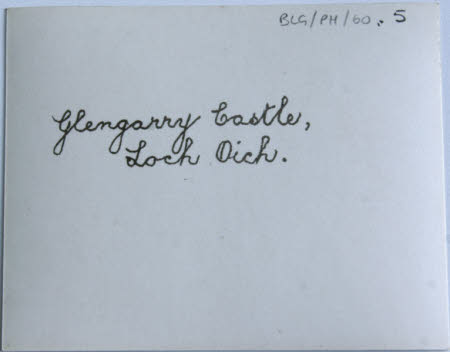 BLG/PH/60.5
Glengarry Castle,
Loch Oich.